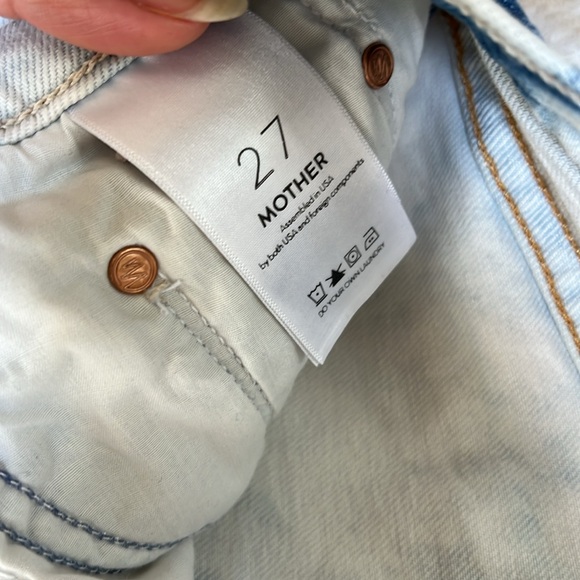 27
MOTHER
Assembled in USA
by both USA and foreign components
DO YOUR OWN LAUNDRY
M
M